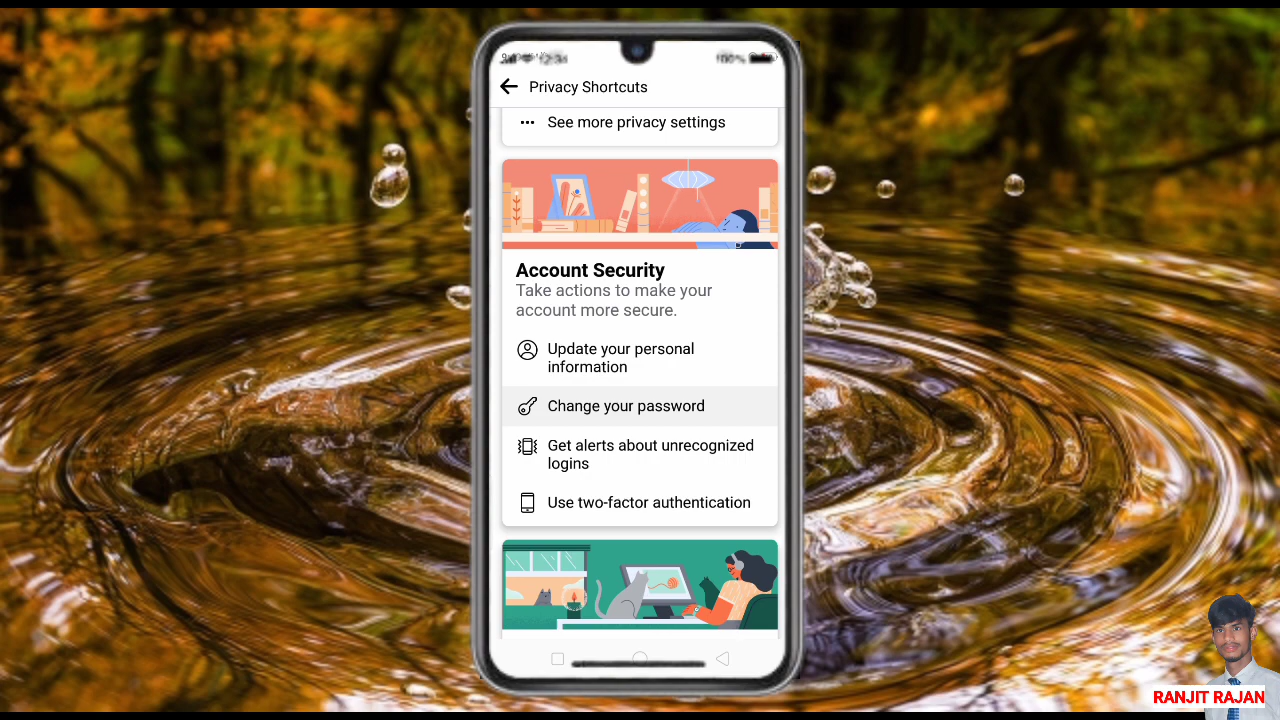 Privacy Shortcuts
See more privacy settings
Account Security
Take actions to make your
account more secure.
Update your personal
information
Change your password
Get alerts about unrecognized
logins
Use two-factor authentication
RANJIT RAJAN